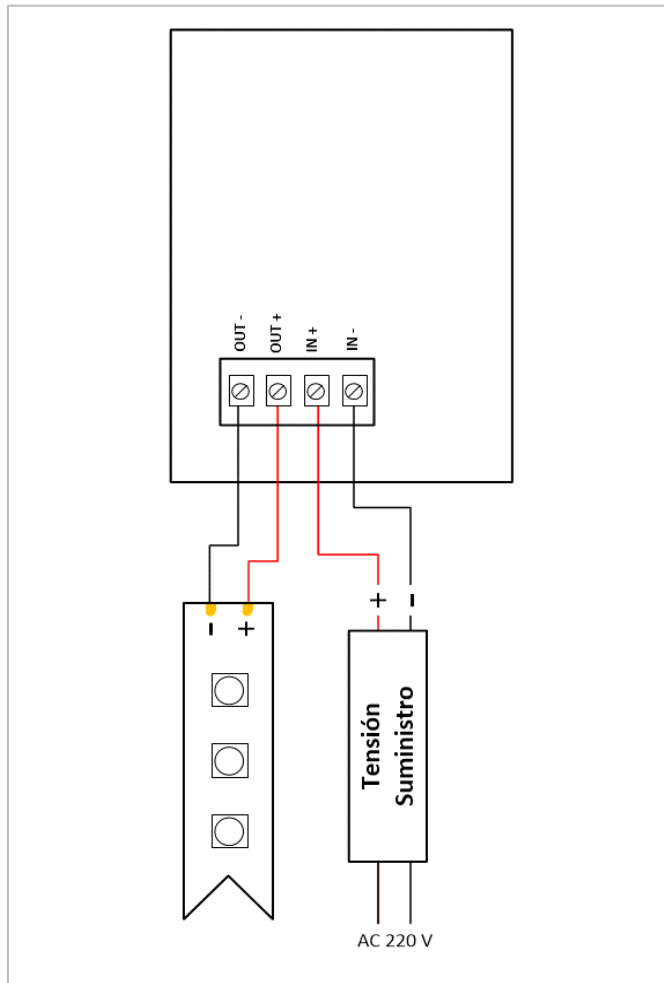 OUT -
OUT +
IN +
IN -
- +
+ -
Tensión
Suministro
AC 220 V